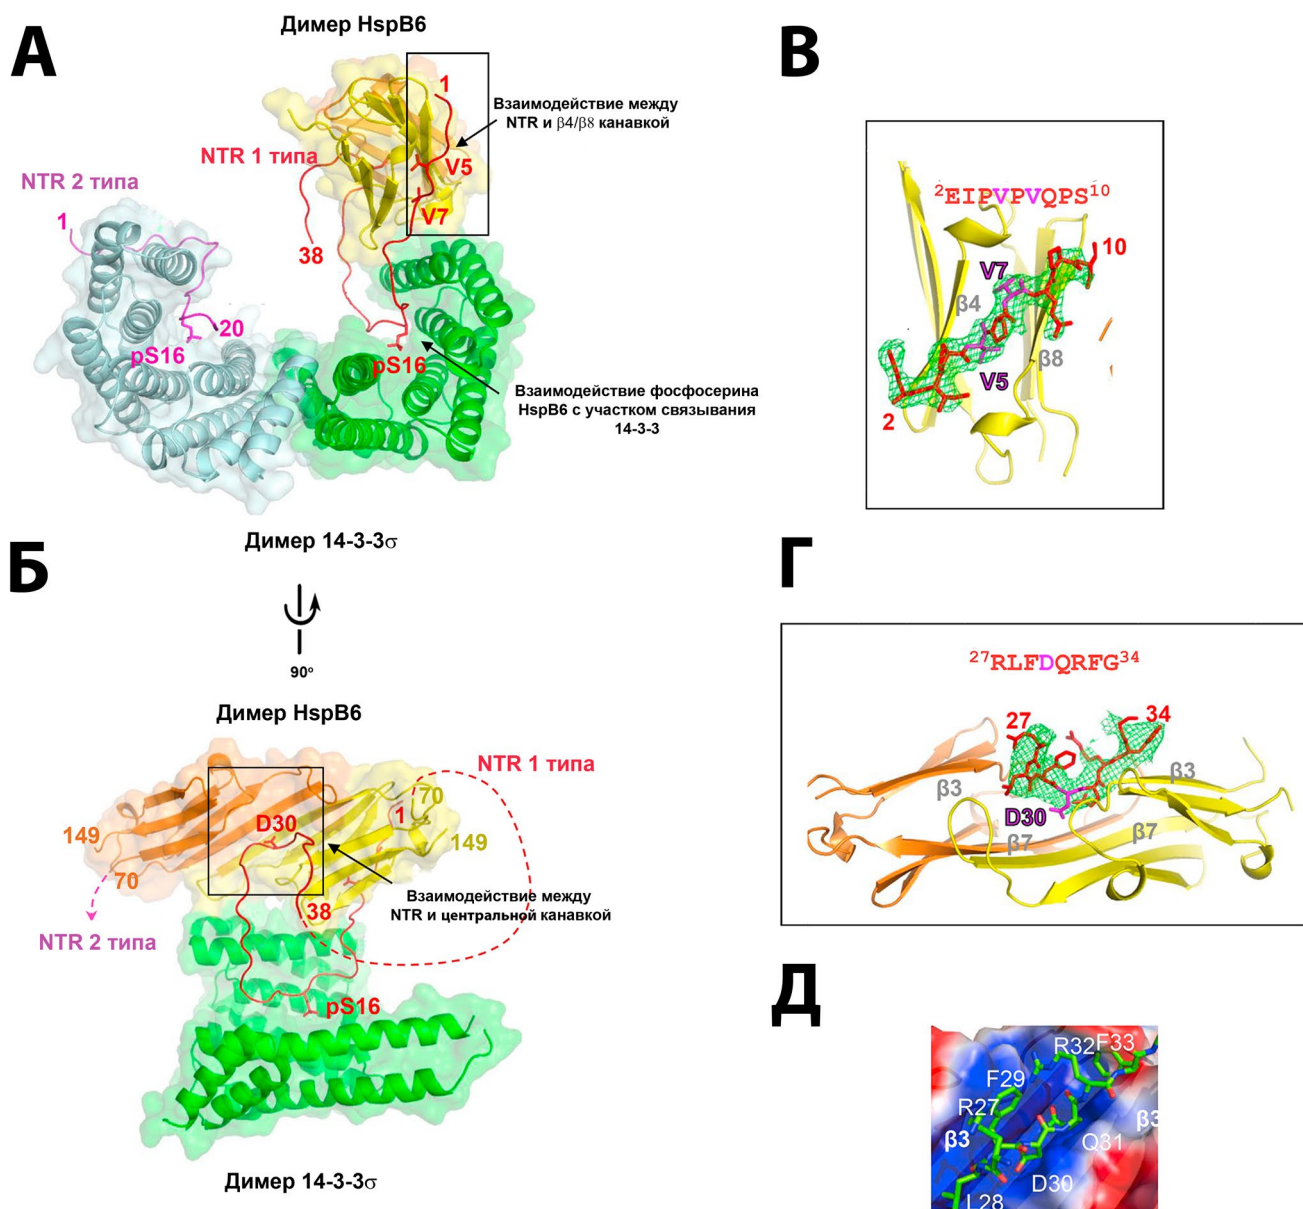 А
Димер HspB6
1
Взаимодействие между
NTR и β4/β8 канавкой
NTR 1 типа
V5
NTR 2 типа
V7
1
38
20
pS16
pS16
Взаимодействие фосфосерина
HspB6 с участком связывания
14-3-3
Димер 14-3-3σ
В
²EIPVPVQPS¹⁰
10
V7
β4
β8
V5
2
Б
90°
Димер HspB6
NTR 1 типа
70
1
D30
149
149
70
Взаимодействие между
NTR и центральной канавкой
38
NTR 2 типа
pS16
Димер 14-3-3σ
Г
²⁷RLFDQRFG³⁴
27
34
β3
β3
D30
β7
β7
Д
R32
F33
F29
R27
β3
β3
Q31
D30
L28